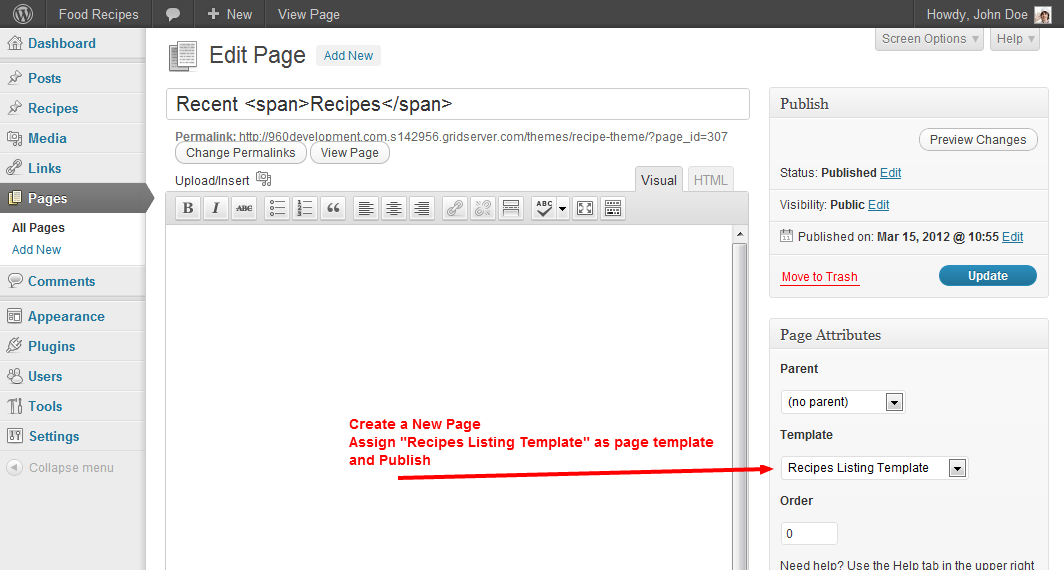 Food Recipes + New View Page Howdy, John Doe
Dashboard
Posts
Recipes
Media
Links
Pages
All Pages
Add New
Comments
Appearance
Plugins
Users
Tools
Settings
Collapse menu
Screen Options Help
Edit Page Add New
Recent <span>Recipes</span>
Permalink: http://960development.com.s142956.gridserver.com/themes/recipe-theme/?page_id=307
Change Permalinks View Page
Upload/Insert Visual HTML
B I ABC ABC
Create a New Page
Assign "Recipes Listing Template" as page template
and Publish
Publish
Preview Changes
Status: Published Edit
Visibility: Public Edit
Published on: Mar 15, 2012 @ 10:55 Edit
Move to Trash Update
Page Attributes
Parent
(no parent)
Template
Recipes Listing Template
Order
0
Need help? Use the Help tab in the upper right